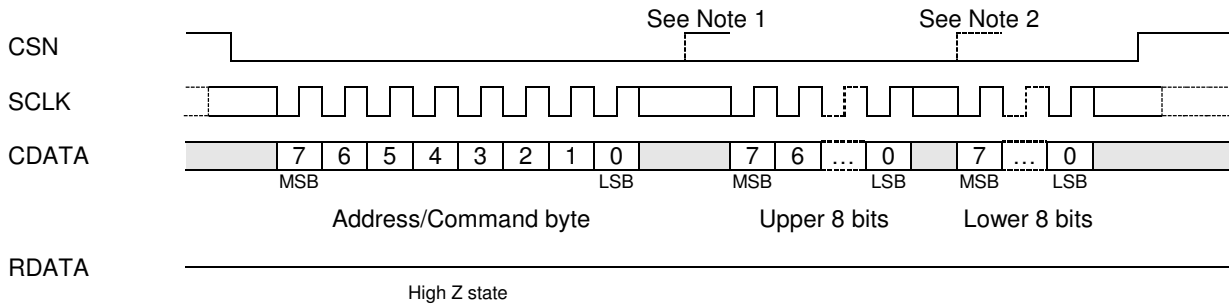 See Note 1 See Note 2
CSN
SCLK
CDATA 7 6 5 4 3 2 1 0 7 6 … 0 7 … 0
MSB LSB MSB LSB MSB LSB
Address/Command byte Upper 8 bits Lower 8 bits
RDATA
High Z state